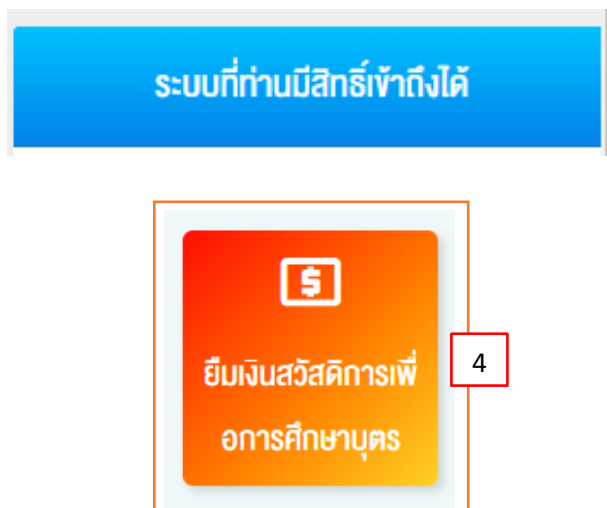 ระบบที่ท่านมีสิทธิ์เข้าถึงได้
$
ยืมเงินสวัสดิการเพื่
4
อการศึกษาบุตร